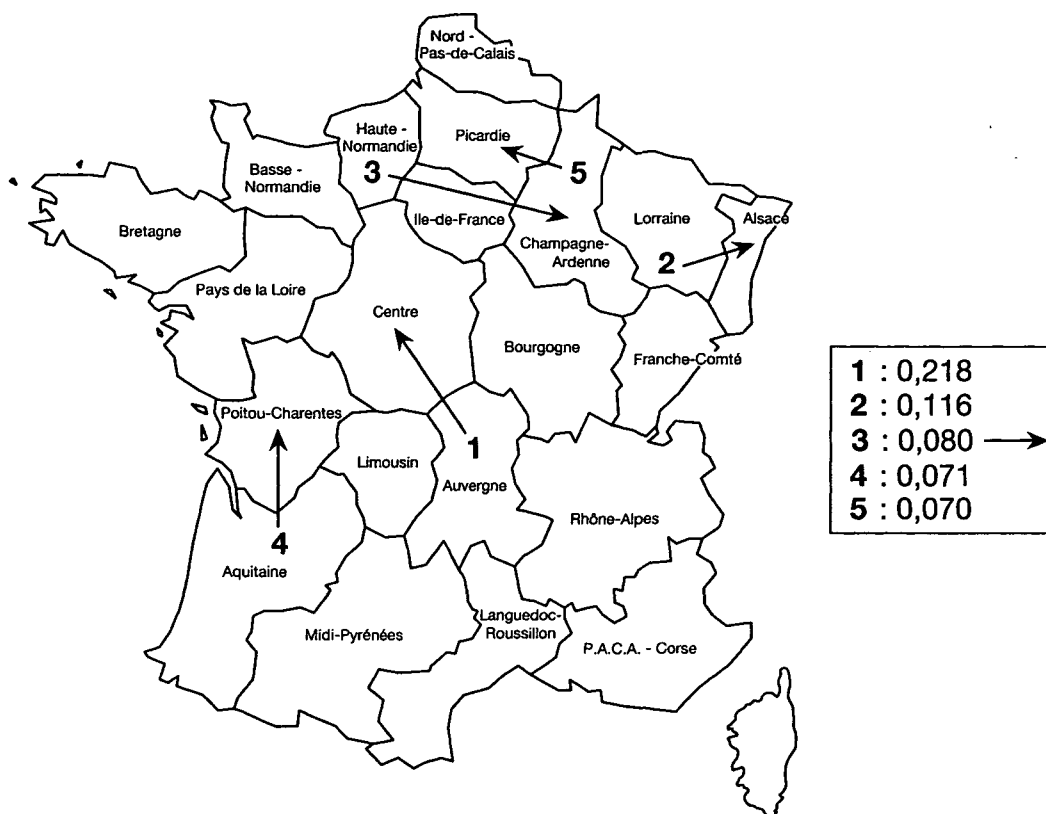 Nord -
Pas-de-Calais
Haute -
Normandie
Picardie
3
5
Basse -
Normandie
Ile-de-France
Lorraine
Alsace
Bretagne
Champagne-
Ardenne
2
Pays de la Loire
Centre
Bourgogne
Franche-Comté
Poitou-Charentes
1
Limousin
Auvergne
Rhône-Alpes
4
Aquitaine
Languedoc-
Roussillon
Midi-Pyrénées
P.A.C.A. - Corse
1 : 0,218
2 : 0,116
3 : 0,080
4 : 0,071
5 : 0,070